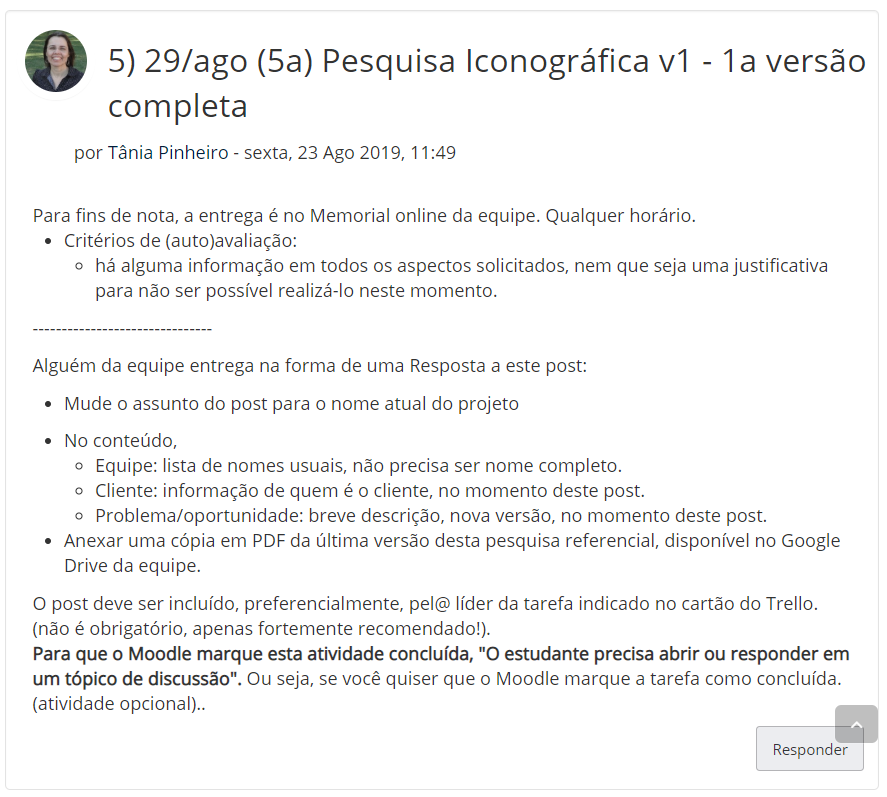 5) 29/ago (5a) Pesquisa Iconográfica v1 - 1a versão
completa
por Tânia Pinheiro - sexta, 23 Ago 2019, 11:49
Para fins de nota, a entrega é no Memorial online da equipe. Qualquer horário.
• Critérios de (auto)avaliação:
◦ há alguma informação em todos os aspectos solicitados, nem que seja uma justificativa
para não ser possível realizá-lo neste momento.
-------------------------------
Alguém da equipe entrega na forma de uma Resposta a este post:
• Mude o assunto do post para o nome atual do projeto
• No conteúdo,
◦ Equipe: lista de nomes usuais, não precisa ser nome completo.
◦ Cliente: informação de quem é o cliente, no momento deste post.
◦ Problema/oportunidade: breve descrição, nova versão, no momento deste post.
• Anexar uma cópia em PDF da última versão desta pesquisa referencial, disponível no Google
Drive da equipe.
O post deve ser incluído, preferencialmente, pel@ líder da tarefa indicado no cartão do Trello.
(não é obrigatório, apenas fortemente recomendado!).
Para que o Moodle marque esta atividade concluída, "O estudante precisa abrir ou responder em
um tópico de discussão". Ou seja, se você quiser que o Moodle marque a tarefa como concluída.
(atividade opcional)..
Responder